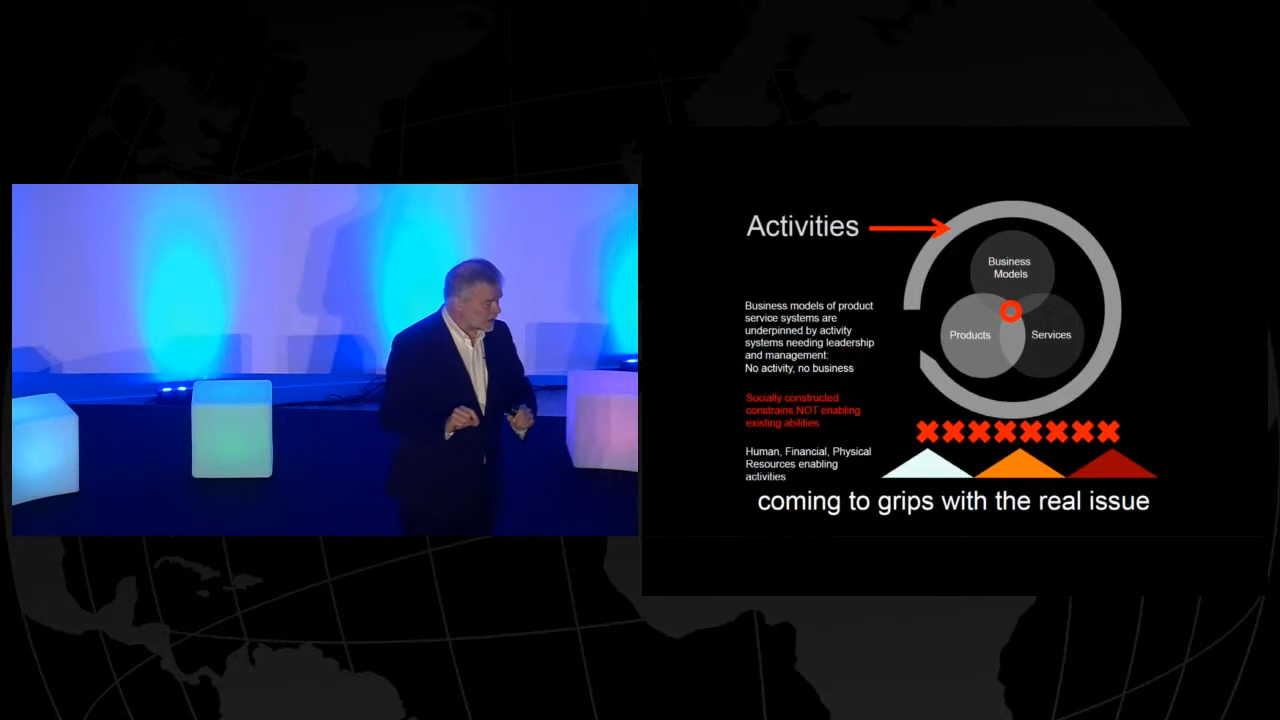 Activities
Business
Models
Products
Services
Business models of product
service systems are
underpinned by activity
systems needing leadership
and management:
No activity, no business
Socially constructed
constrains NOT enabling
existing abilities
Human, Financial, Physical
Resources enabling
activities
coming to grips with the real issue